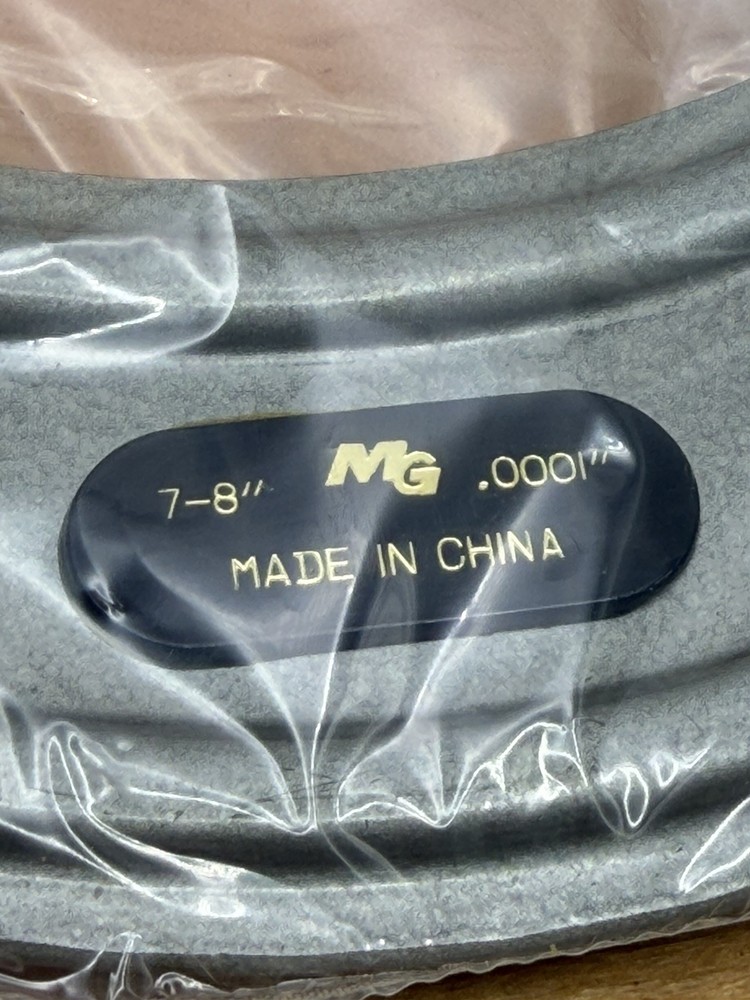 7-8" MG .0001"
MADE IN CHINA